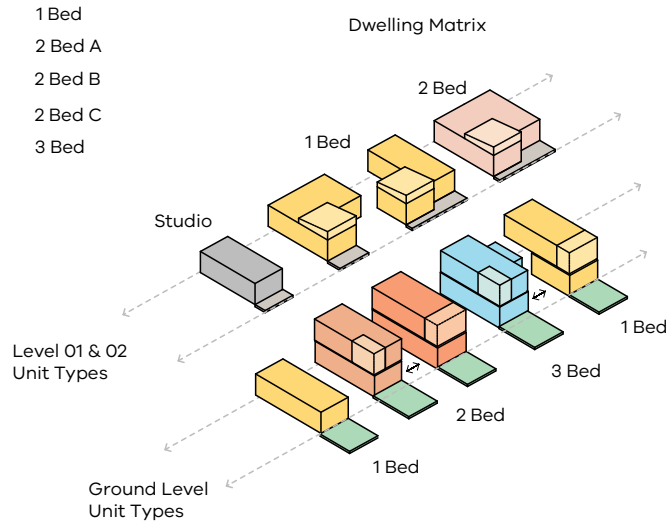 1 Bed
2 Bed A
2 Bed B
2 Bed C
3 Bed
Dwelling Matrix
2 Bed
1 Bed
Studio
Level 01 & 02
Unit Types
1 Bed
3 Bed
2 Bed
1 Bed
Ground Level
Unit Types